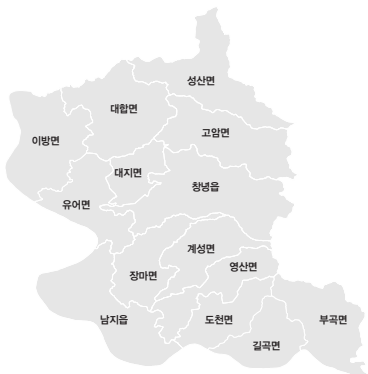 성산면
대합면
고암면
이방면
대지면
창녕읍
유어면
계성면
영산면
장마면
남지읍
도천면
부곡면
길곡면